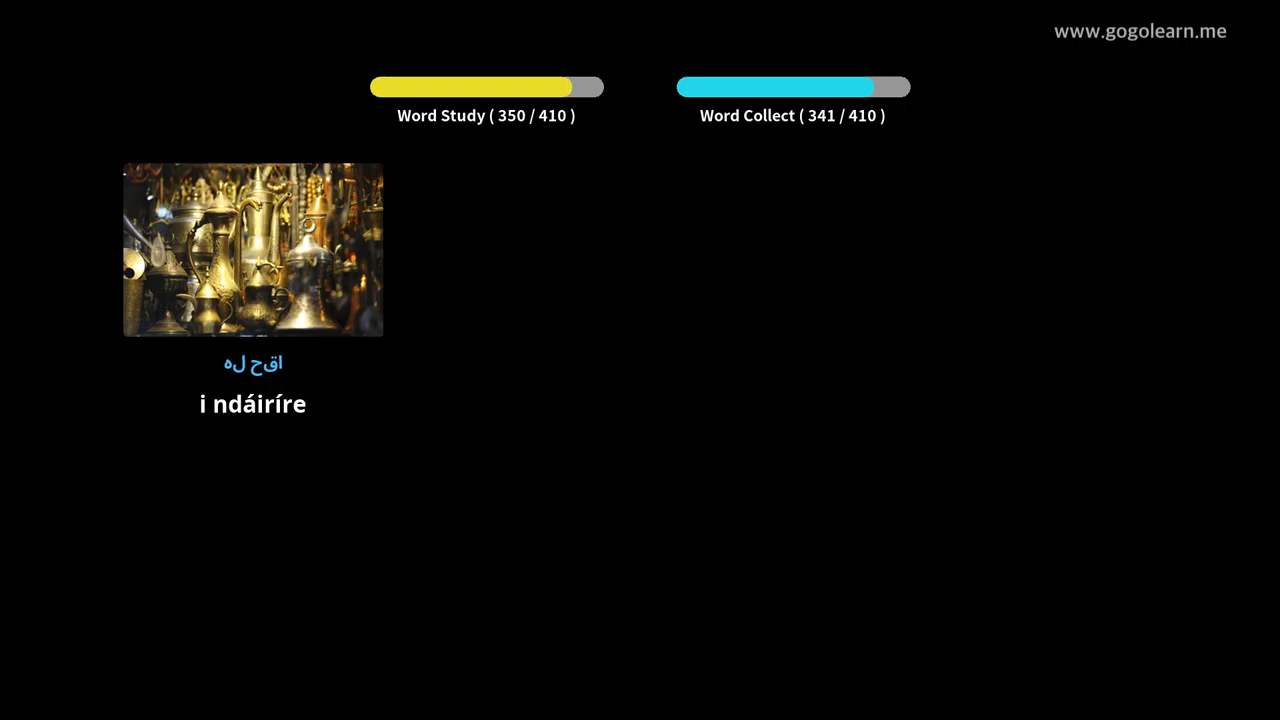 www.gogolearn.me
Word Study ( 350 / 410 )
Word Collect ( 341 / 410 )
اقح له
i ndáiríre